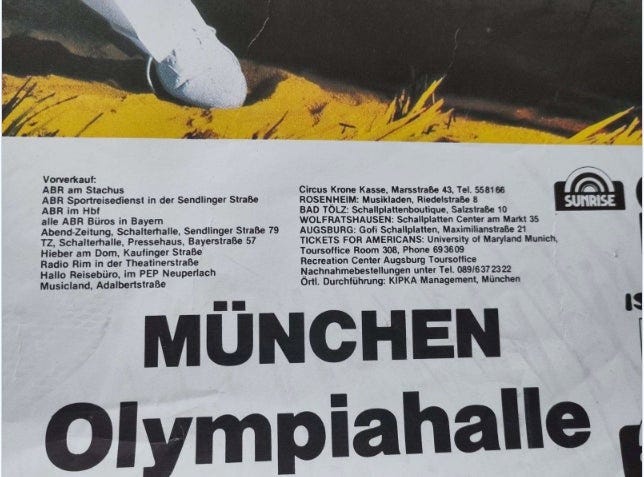 Vorverkauf:
ABR am Stachus
ABR Sportreisedienst in der Sendlinger Straße
ABR im Hbf
alle ABR Büros in Bayern
Abend-Zeitung, Schalterhalle, Sendlinger Straße 79
TZ, Schalterhalle, Pressehaus, Bayerstraße 57
Hieber am Dom, Kaufinger Straße
Radio Rim in der Theatinerstraße
Hallo Reisebüro, im PEP Neuperlach
Musicland, Adalbertstraße
Circus Krone Kasse, Marsstraße 43, Tel. 558166
ROSENHEIM: Musikladen, Riedelstraße 8
BAD TÖLZ: Schallplattenboutique, Salzstraße 10
WOLFRATSHAUSEN: Schallplatten Center am Markt 35
AUGSBURG: Gofi Schallplatten, Maximilianstraße 21
TICKETS FOR AMERICANS: University of Maryland Munich,
Toursoffice Room 308, Phone 693609
Recreation Center Augsburg Toursoffice
Nachnahmebestellungen unter Tel. 089/6372322
Örtl. Durchführung: KIPKA Management, München
SUNRISE
MÜNCHEN
Olympiahalle